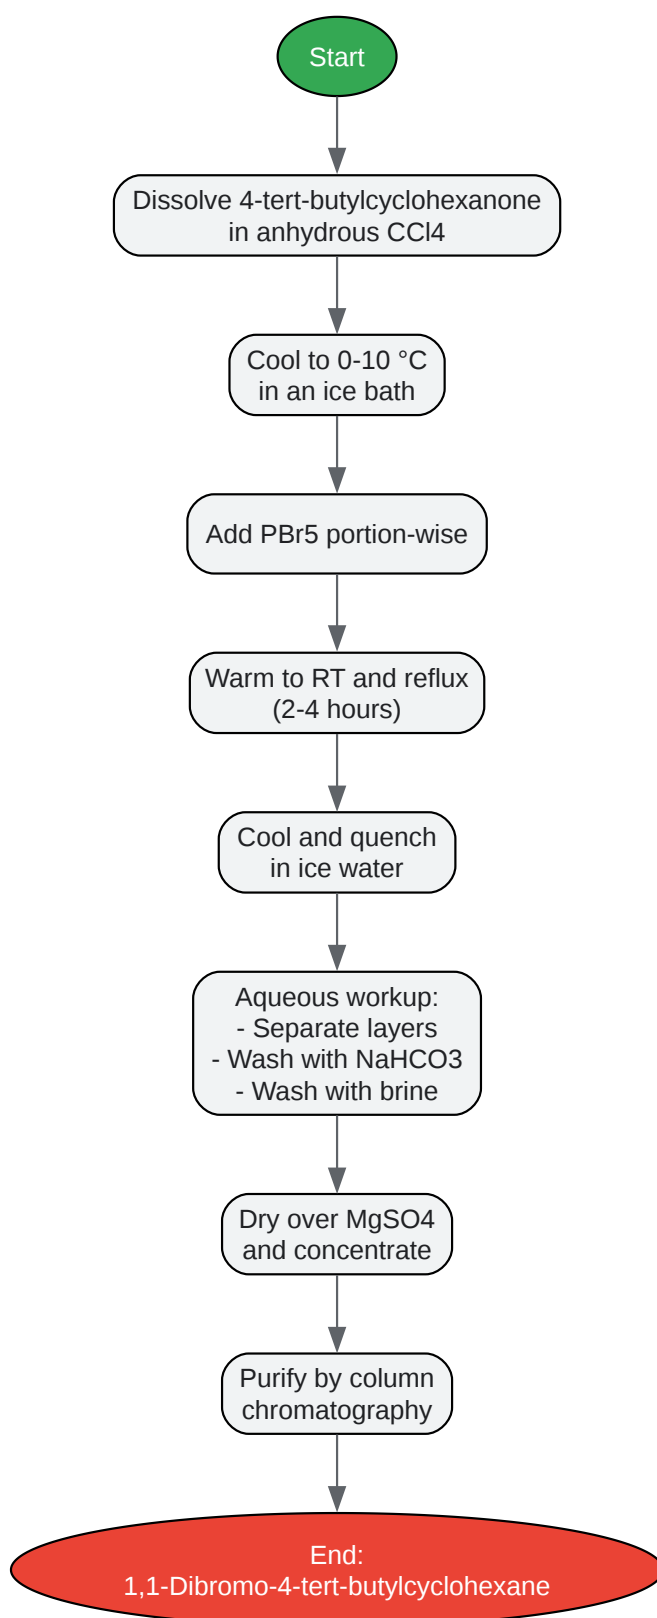 Start
Dissolve 4-tert-butylcyclohexanone
in anhydrous CCl4
Cool to 0-10 °C
in an ice bath
Add PBr5 portion-wise
Warm to RT and reflux
(2-4 hours)
Cool and quench
in ice water
Aqueous workup:
- Separate layers
- Wash with NaHCO3
- Wash with brine
Dry over MgSO4
and concentrate
Purify by column
chromatography
End:
1,1-Dibromo-4-tert-butylcyclohexane